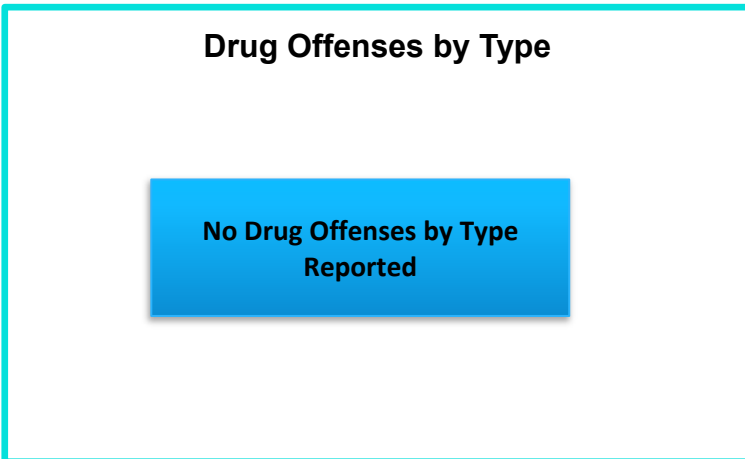 Drug Offenses by Type
No Drug Offenses by Type
Reported